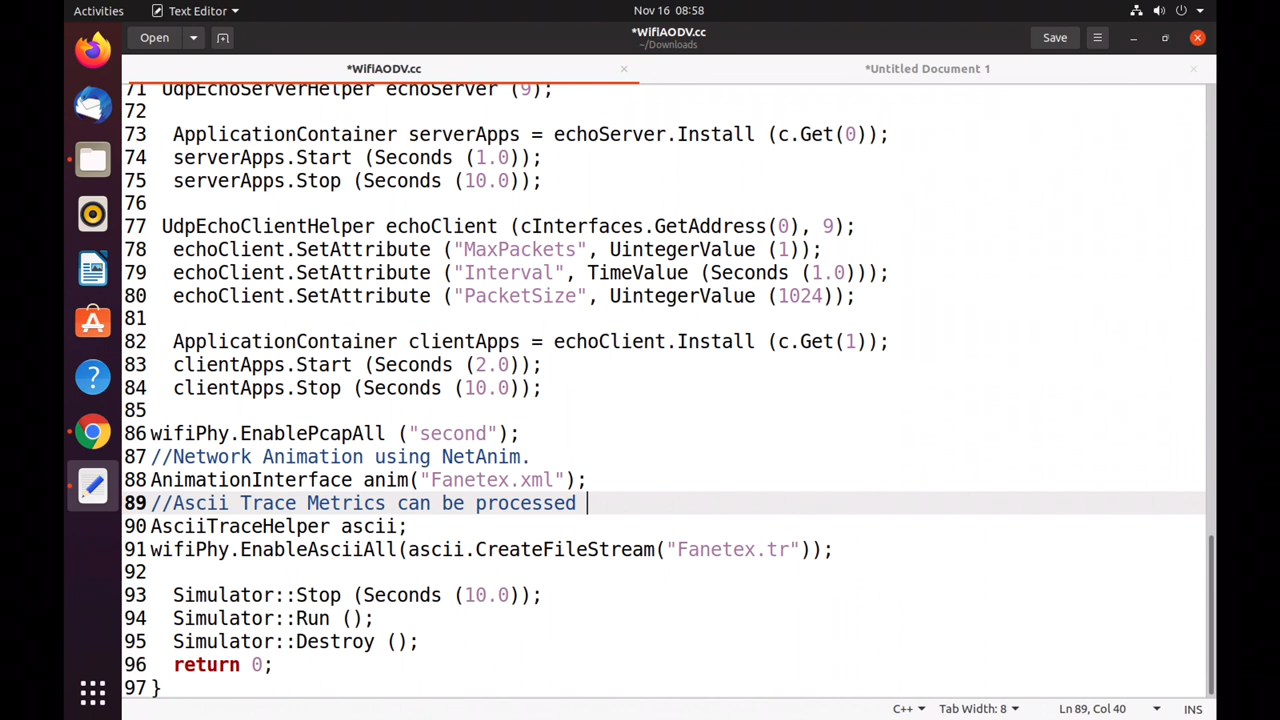 Activities
Text Editor
Nov 16 08:58
Open
*WifiAODV.cc
~/Downloads
Save
*WifiAODV.cc
*Untitled Document 1
71 UdpEchoServerHelper echoServer (9);
72
73 ApplicationContainer serverApps = echoServer.Install (c.Get(0));
74 serverApps.Start (Seconds (1.0));
75 serverApps.Stop (Seconds (10.0));
76
77 UdpEchoClientHelper echoClient (cInterfaces.GetAddress(0), 9);
78 echoClient.SetAttribute ("MaxPackets", UintegerValue (1));
79 echoClient.SetAttribute ("Interval", TimeValue (Seconds (1.0)));
80 echoClient.SetAttribute ("PacketSize", UintegerValue (1024));
81
82 ApplicationContainer clientApps = echoClient.Install (c.Get(1));
83 clientApps.Start (Seconds (2.0));
84 clientApps.Stop (Seconds (10.0));
85
86 wifiPhy.EnablePcapAll ("second");
87 //Network Animation using NetAnim.
88 AnimationInterface anim("Fanetex.xml");
89 //Ascii Trace Metrics can be processed
90 AsciiTraceHelper ascii;
91 wifiPhy.EnableAsciiAll(ascii.CreateFileStream("Fanetex.tr"));
92
93 Simulator::Stop (Seconds (10.0));
94 Simulator::Run ();
95 Simulator::Destroy ();
96 return 0;
97 }
C++
Tab Width: 8
Ln 89, Col 40
INS